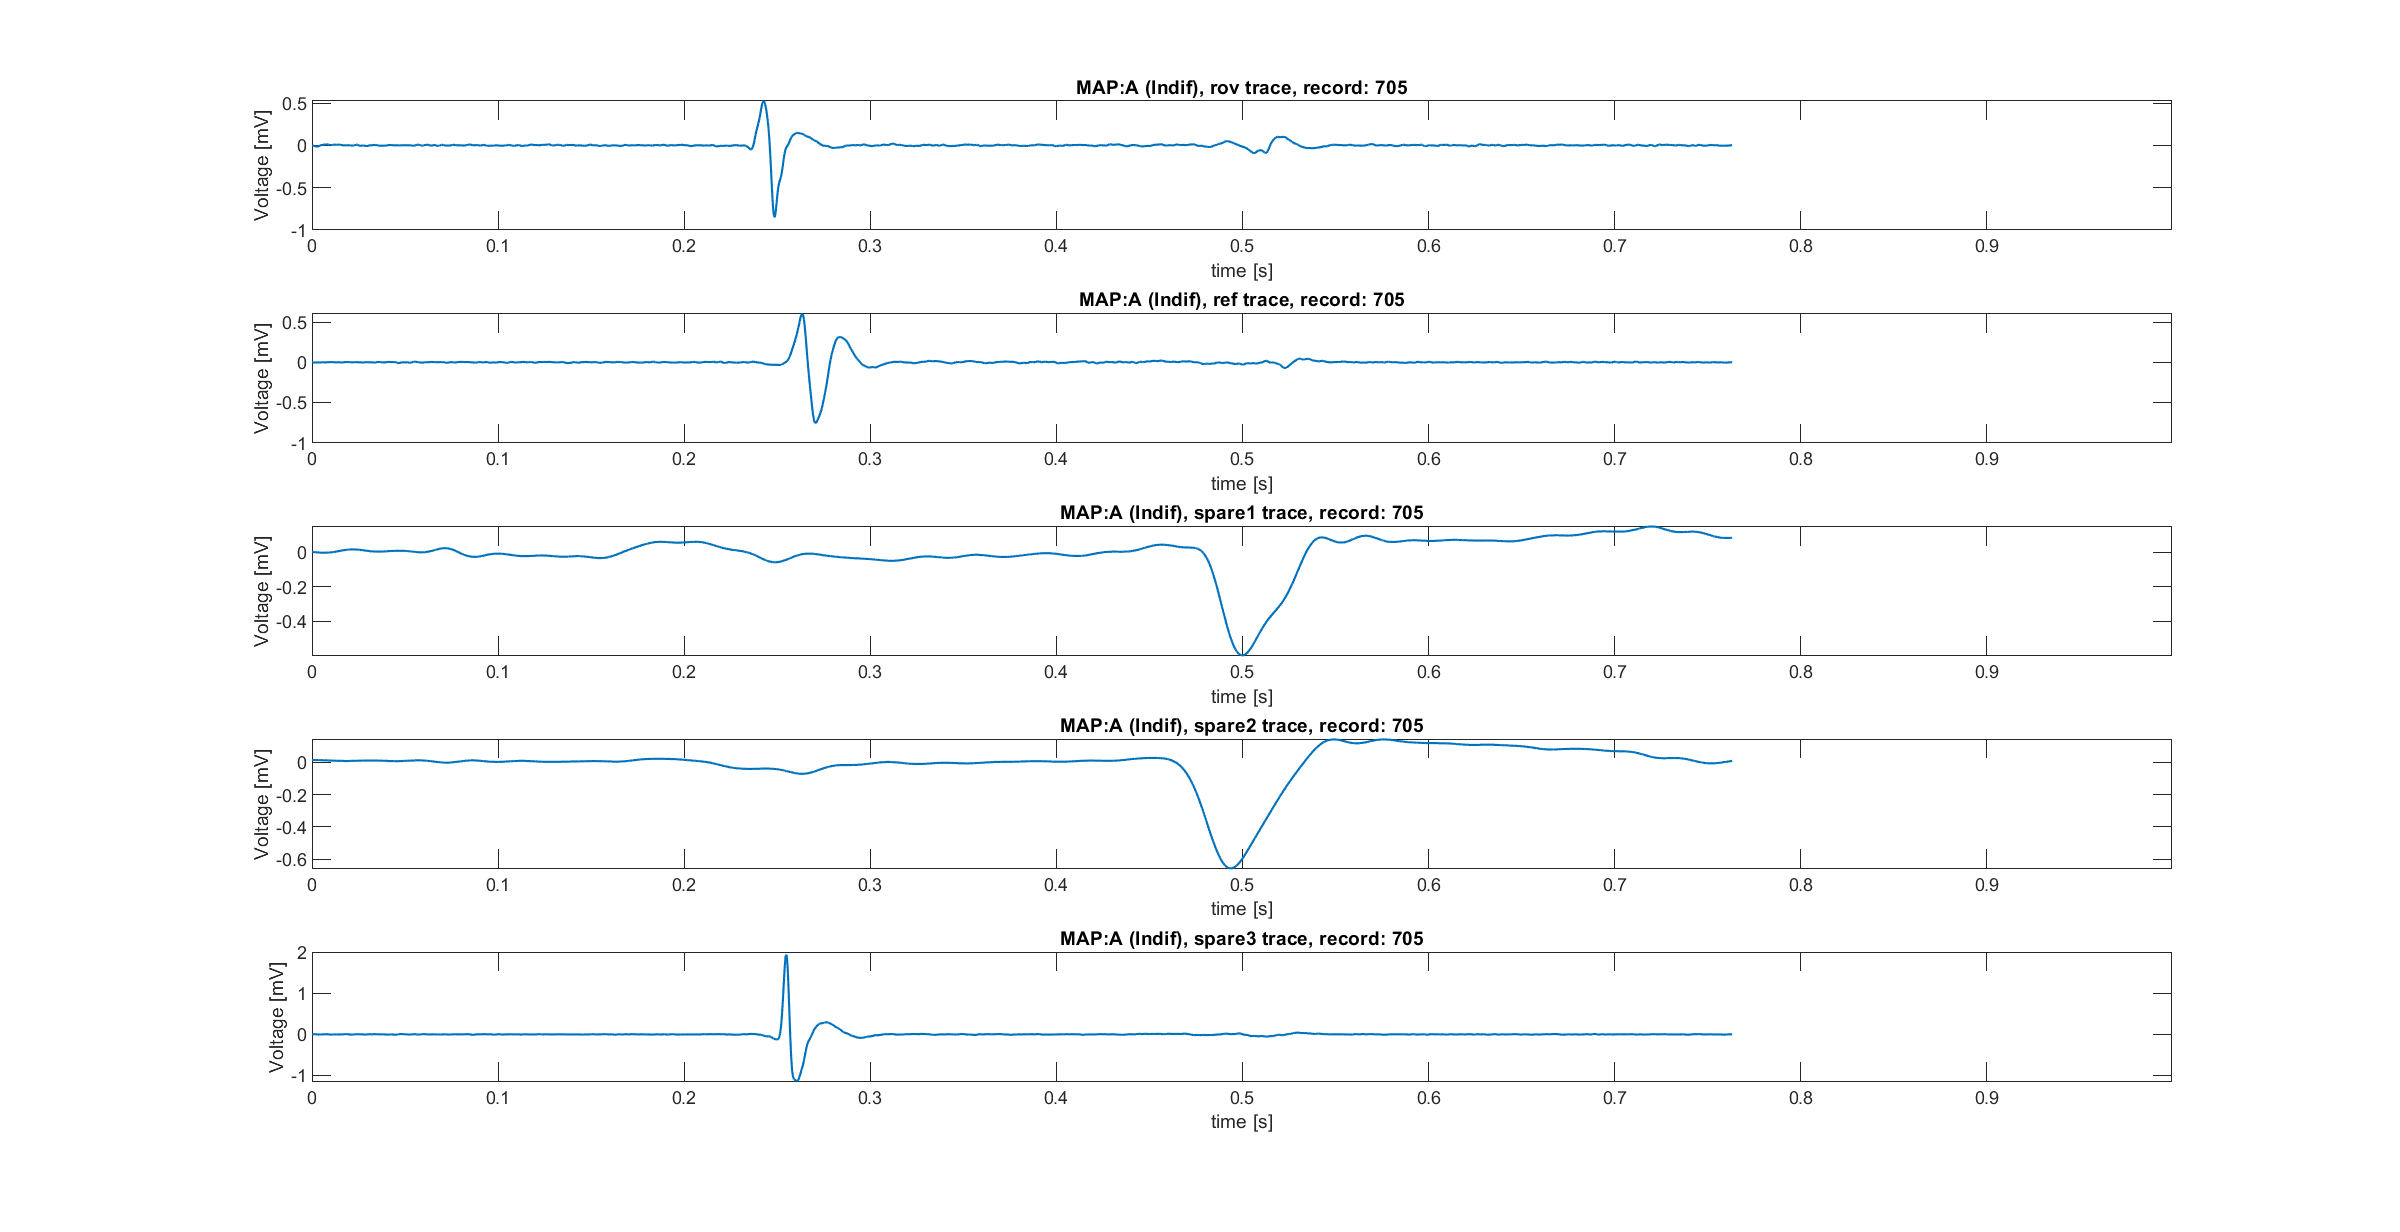 MAP:A (Indif), rov trace, record: 705
Voltage [mV]
0.5
0
-0.5
-1
0 0.1 0.2 0.3 0.4 0.5 0.6 0.7 0.8 0.9
time [s]
MAP:A (Indif), ref trace, record: 705
Voltage [mV]
0.5
0
-0.5
-1
0 0.1 0.2 0.3 0.4 0.5 0.6 0.7 0.8 0.9
time [s]
MAP:A (Indif), spare1 trace, record: 705
Voltage [mV]
0
-0.2
-0.4
0 0.1 0.2 0.3 0.4 0.5 0.6 0.7 0.8 0.9
time [s]
MAP:A (Indif), spare2 trace, record: 705
Voltage [mV]
0
-0.2
-0.4
-0.6
0 0.1 0.2 0.3 0.4 0.5 0.6 0.7 0.8 0.9
time [s]
MAP:A (Indif), spare3 trace, record: 705
Voltage [mV]
2
1
0
-1
0 0.1 0.2 0.3 0.4 0.5 0.6 0.7 0.8 0.9
time [s]